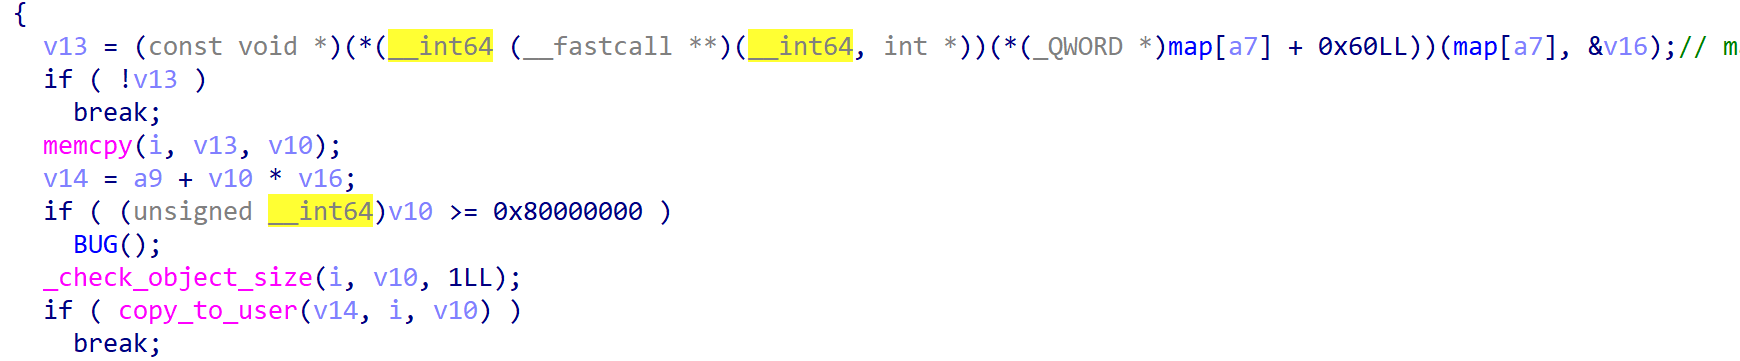 {
v13 = (const void *)(*(__int64 (__fastcall **)(__int64, int *))(*(_QWORD *)map[a7] + 0x60LL))(map[a7], &v16);// m
if ( !v13 )
break;
memcpy(i, v13, v10);
v14 = a9 + v10 * v16;
if ( (unsigned __int64)v10 >= 0x80000000 )
BUG();
_check_object_size(i, v10, 1LL);
if ( copy_to_user(v14, i, v10) )
break;